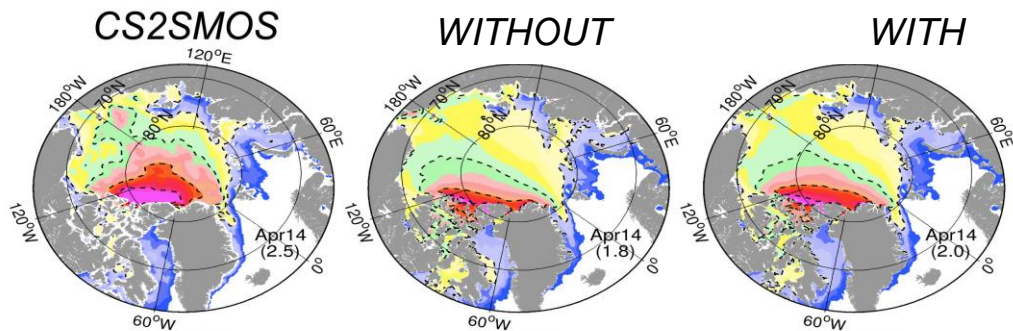 CS2SMOS
WITHOUT
WITH
120°E
180°W
70°N
80°N
60°E
120°W
Apr14
(2.5)
0°
60°W
180°W
70°N
80°N
60°E
120°W
Apr14
(1.8)
0°
60°W
180°W
70°N
80°N
60°E
120°W
Apr14
(2.0)
0°
60°W